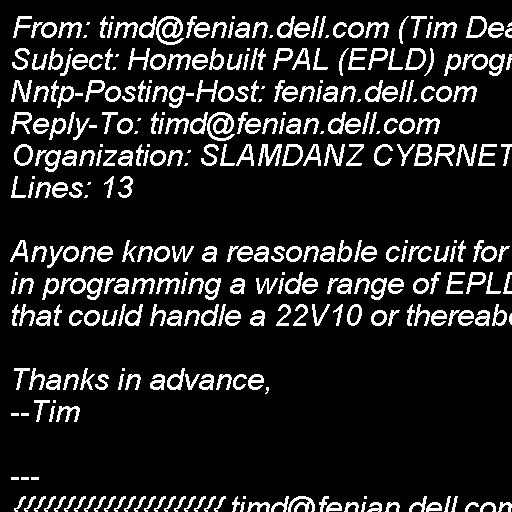 From: timd@fenian.dell.com (Tim Dea
Subject: Homebuilt PAL (EPLD) progr
Nntp-Posting-Host: fenian.dell.com
Reply-To: timd@fenian.dell.com
Organization: SLAMDANZ CYBRNET
Lines: 13

Anyone know a reasonable circuit for
in programming a wide range of EPLD
that could handle a 22V10 or thereabo

Thanks in advance,
--Tim

---
{{{{{{{{{{{{{{{{{{{{{ timd@fenian.dell.com